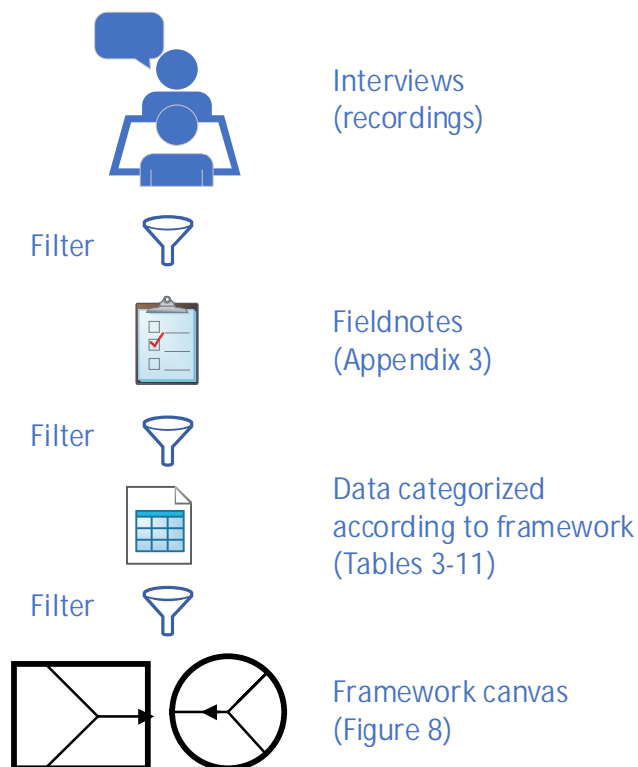 Interviews
(recordings)
Filter
Fieldnotes
(Appendix 3)
Filter
Data categorized
according to framework
(Tables 3-11)
Filter
Framework canvas
(Figure 8)